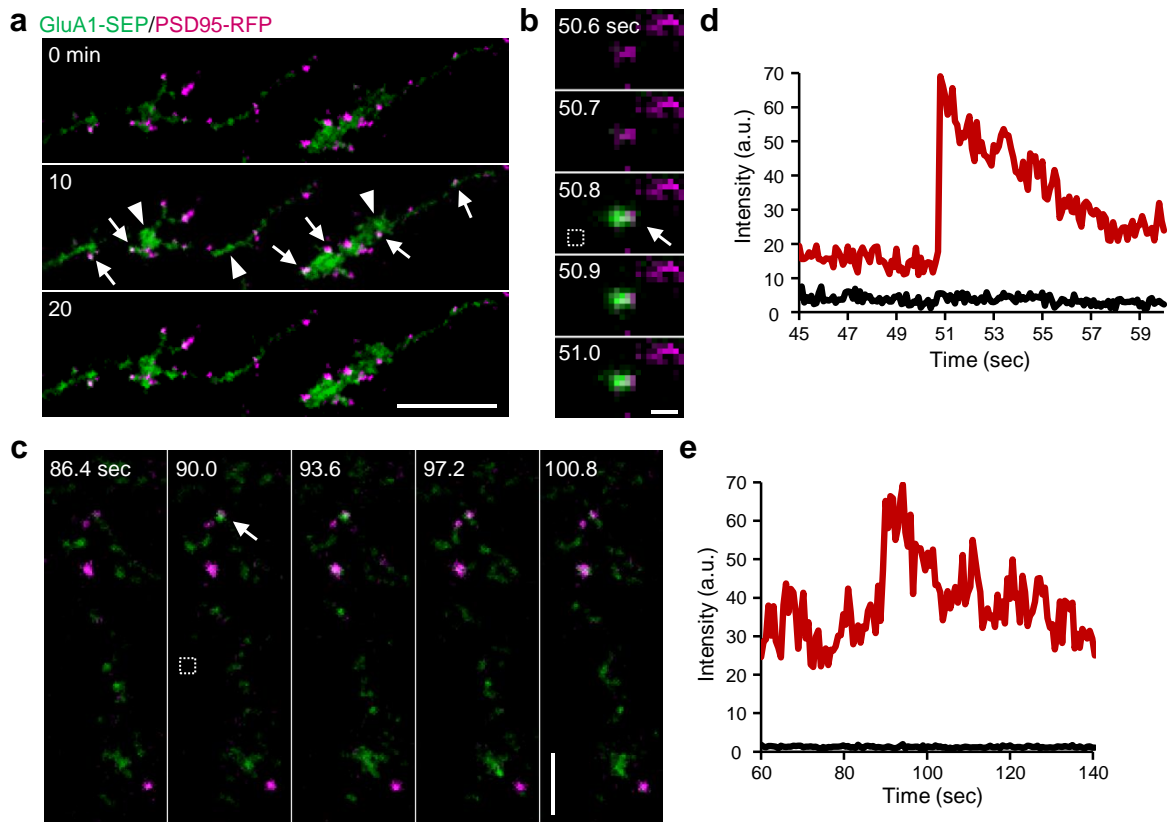 a GluA1-SEP/PSD95-RFP
0 min
10
20
b
50.6 sec
50.7
50.8
50.9
51.0
d
Intensity (a.u.)
70
60
50
40
30
20
10
0
45 47 49 51 53 55 57 59
Time (sec)
c
86.4 sec 90.0 93.6 97.2 100.8
e
Intensity (a.u.)
70
60
50
40
30
20
10
0
60 80 100 120 140
Time (sec)